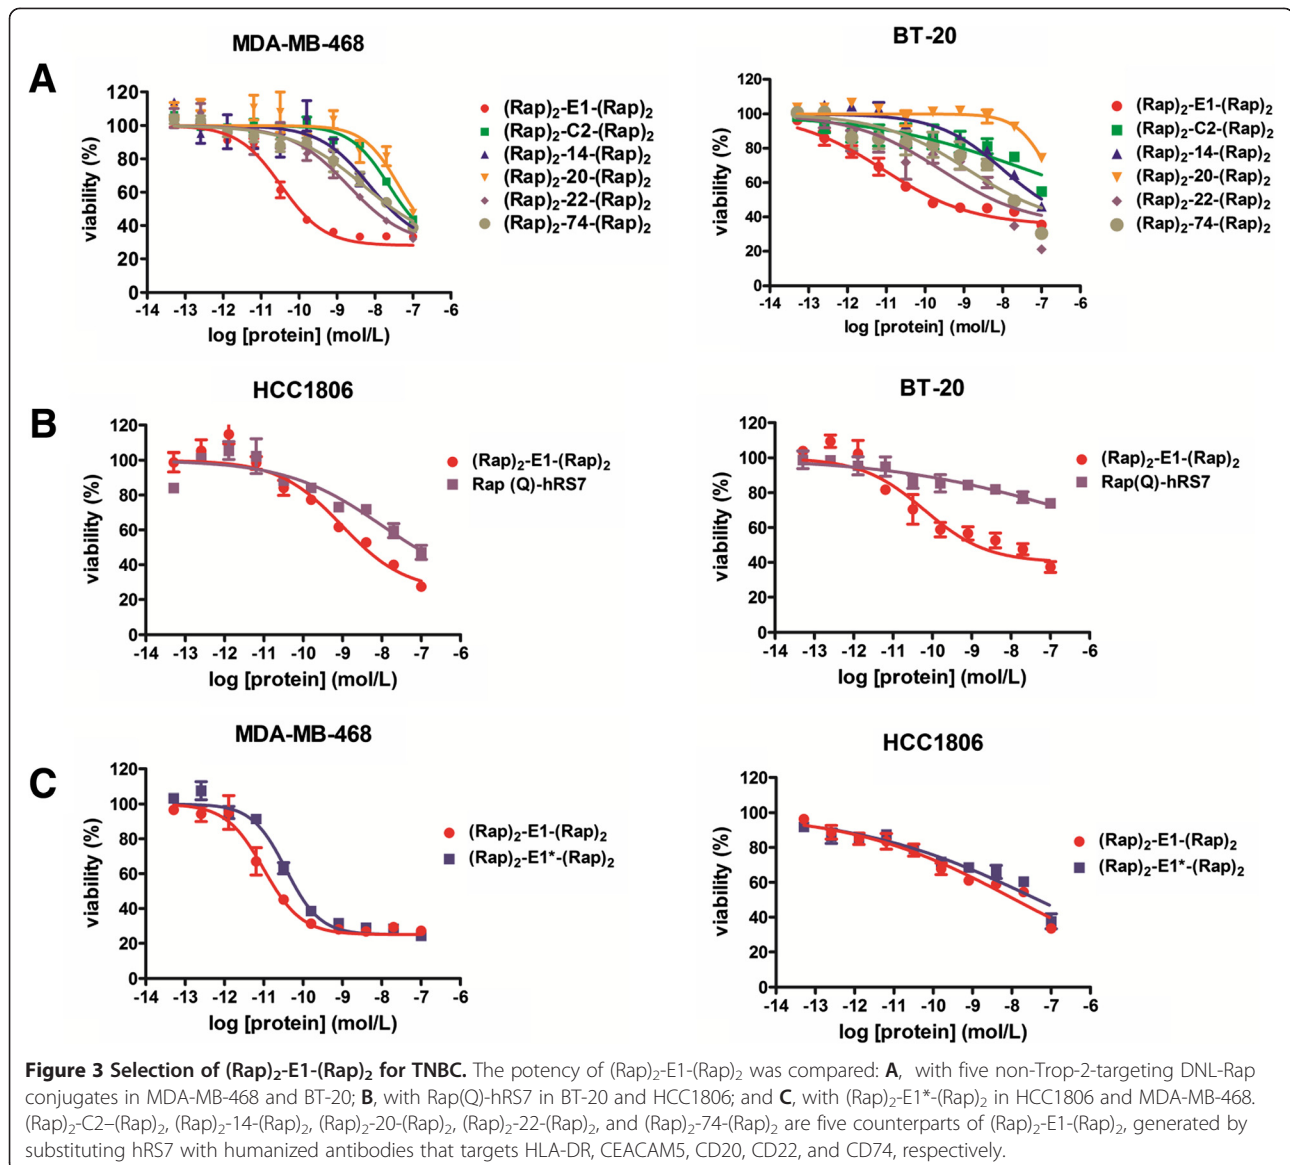 A
MDA-MB-468
viability (%)
120
100
80
60
40
20
0
-14 -13 -12 -11 -10 -9 -8 -7 -6
log [protein] (mol/L)
(Rap)2-E1-(Rap)2
(Rap)2-C2-(Rap)2
(Rap)2-14-(Rap)2
(Rap)2-20-(Rap)2
(Rap)2-22-(Rap)2
(Rap)2-74-(Rap)2
BT-20
viability (%)
120
100
80
60
40
20
0
-14 -13 -12 -11 -10 -9 -8 -7 -6
log [protein] (mol/L)
(Rap)2-E1-(Rap)2
(Rap)2-C2-(Rap)2
(Rap)2-14-(Rap)2
(Rap)2-20-(Rap)2
(Rap)2-22-(Rap)2
(Rap)2-74-(Rap)2
B
HCC1806
viability (%)
120
100
80
60
40
20
0
-14 -13 -12 -11 -10 -9 -8 -7 -6
log [protein] (mol/L)
(Rap)2-E1-(Rap)2
Rap (Q)-hRS7
BT-20
viability (%)
120
100
80
60
40
20
0
-14 -13 -12 -11 -10 -9 -8 -7 -6
log [protein] (mol/L)
(Rap)2-E1-(Rap)2
Rap(Q)-hRS7
C
MDA-MB-468
viability (%)
120
100
80
60
40
20
0
-14 -13 -12 -11 -10 -9 -8 -7 -6
log [protein] (mol/L)
(Rap)2-E1-(Rap)2
(Rap)2-E1*-(Rap)2
HCC1806
viability (%)
120
100
80
60
40
20
0
-14 -13 -12 -11 -10 -9 -8 -7 -6
log [protein] (mol/L)
(Rap)2-E1-(Rap)2
(Rap)2-E1*-(Rap)2
Figure 3 Selection of (Rap)2-E1-(Rap)2 for TNBC. The potency of (Rap)2-E1-(Rap)2 was compared: A, with five non-Trop-2-targeting DNL-Rap
conjugates in MDA-MB-468 and BT-20; B, with Rap(Q)-hRS7 in BT-20 and HCC1806; and C, with (Rap)2-E1*-(Rap)2 in HCC1806 and MDA-MB-468.
(Rap)2-C2–(Rap)2, (Rap)2-14-(Rap)2, (Rap)2-20-(Rap)2, (Rap)2-22-(Rap)2, and (Rap)2-74-(Rap)2 are five counterparts of (Rap)2-E1-(Rap)2, generated by
substituting hRS7 with humanized antibodies that targets HLA-DR, CEACAM5, CD20, CD22, and CD74, respectively.